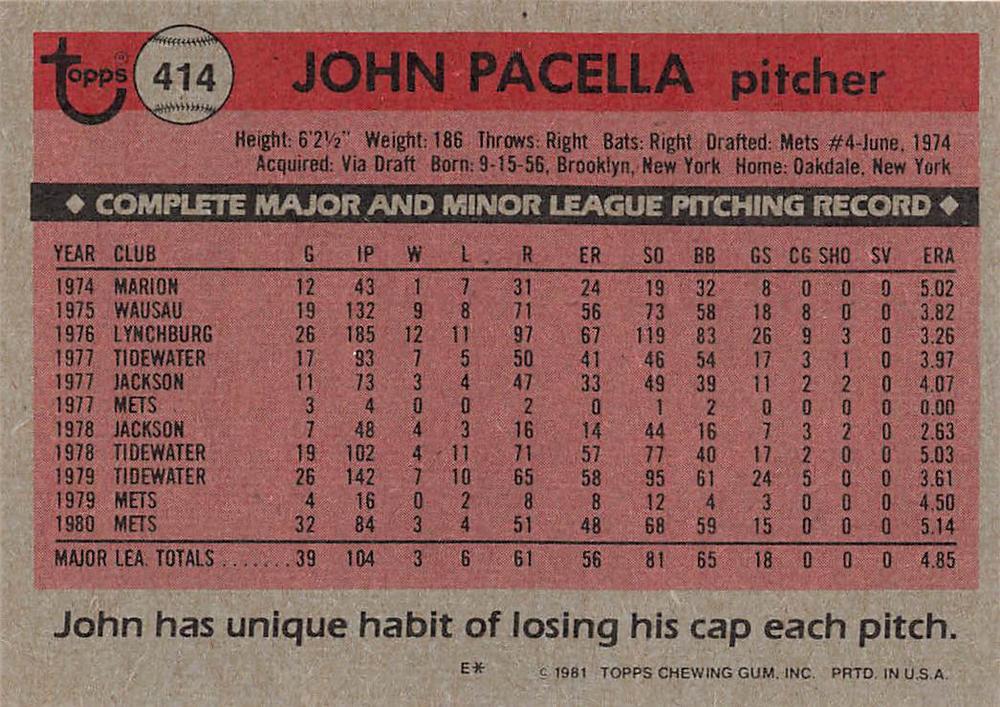 Topps® 414 JOHN PACELLA pitcher
Height: 6'2½" Weight: 186 Throws: Right Bats: Right Drafted: Mets #4-June, 1974
Acquired: Via Draft Born: 9-15-56, Brooklyn, New York Home: Oakdale, New York
◆ COMPLETE MAJOR AND MINOR LEAGUE PITCHING RECORD ◆
YEAR CLUB G IP W L R ER SO BB GS CG SHO SV ERA
1974 MARION 12 43 1 7 31 24 19 32 8 0 0 0 5.02
1975 WAUSAU 19 132 9 8 71 56 73 58 18 8 0 0 3.82
1976 LYNCHBURG 26 185 12 11 97 67 119 83 26 9 3 0 3.26
1977 TIDEWATER 17 93 7 5 50 41 46 54 17 3 1 0 3.97
1977 JACKSON 11 73 3 4 47 33 49 39 11 2 2 0 4.07
1977 METS 3 4 0 0 2 0 1 2 0 0 0 0 0.00
1978 JACKSON 7 48 4 3 16 14 44 16 7 3 2 0 2.63
1978 TIDEWATER 19 102 4 11 71 57 77 40 17 2 0 0 5.03
1979 TIDEWATER 26 142 7 10 65 58 95 61 24 5 0 0 3.61
1979 METS 4 16 0 2 8 8 12 4 3 0 0 0 4.50
1980 METS 32 84 3 4 51 48 68 59 15 0 0 0 5.14
MAJOR LEA. TOTALS .......39 104 3 6 61 56 81 65 18 0 0 0 4.85
John has unique habit of losing his cap each pitch.
E* © 1981 TOPPS CHEWING GUM, INC. PRTD. IN U.S.A.